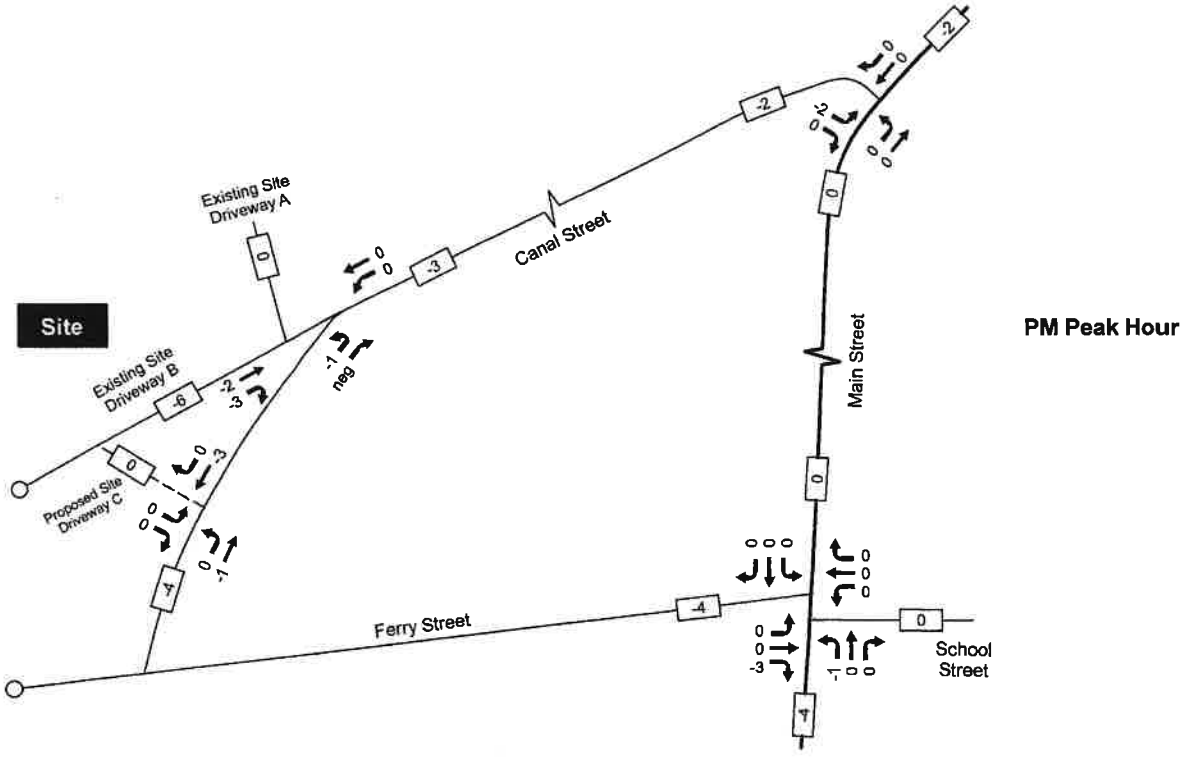 -2
0
0
-2
-2
0
0
0
0
Existing Site
Driveway A
0
0
0
-3
Canal Street
Site
PM Peak Hour
Existing Site
Driveway B
-6
-2
-3
-1
neg
Main Street
0
-3
0
Proposed Site
Driveway C
0
0
0
-1
-4
0
0 0 0
0
0
0
Ferry Street
-4
0
0
0
-3
-1
0
0
School
Street
-4